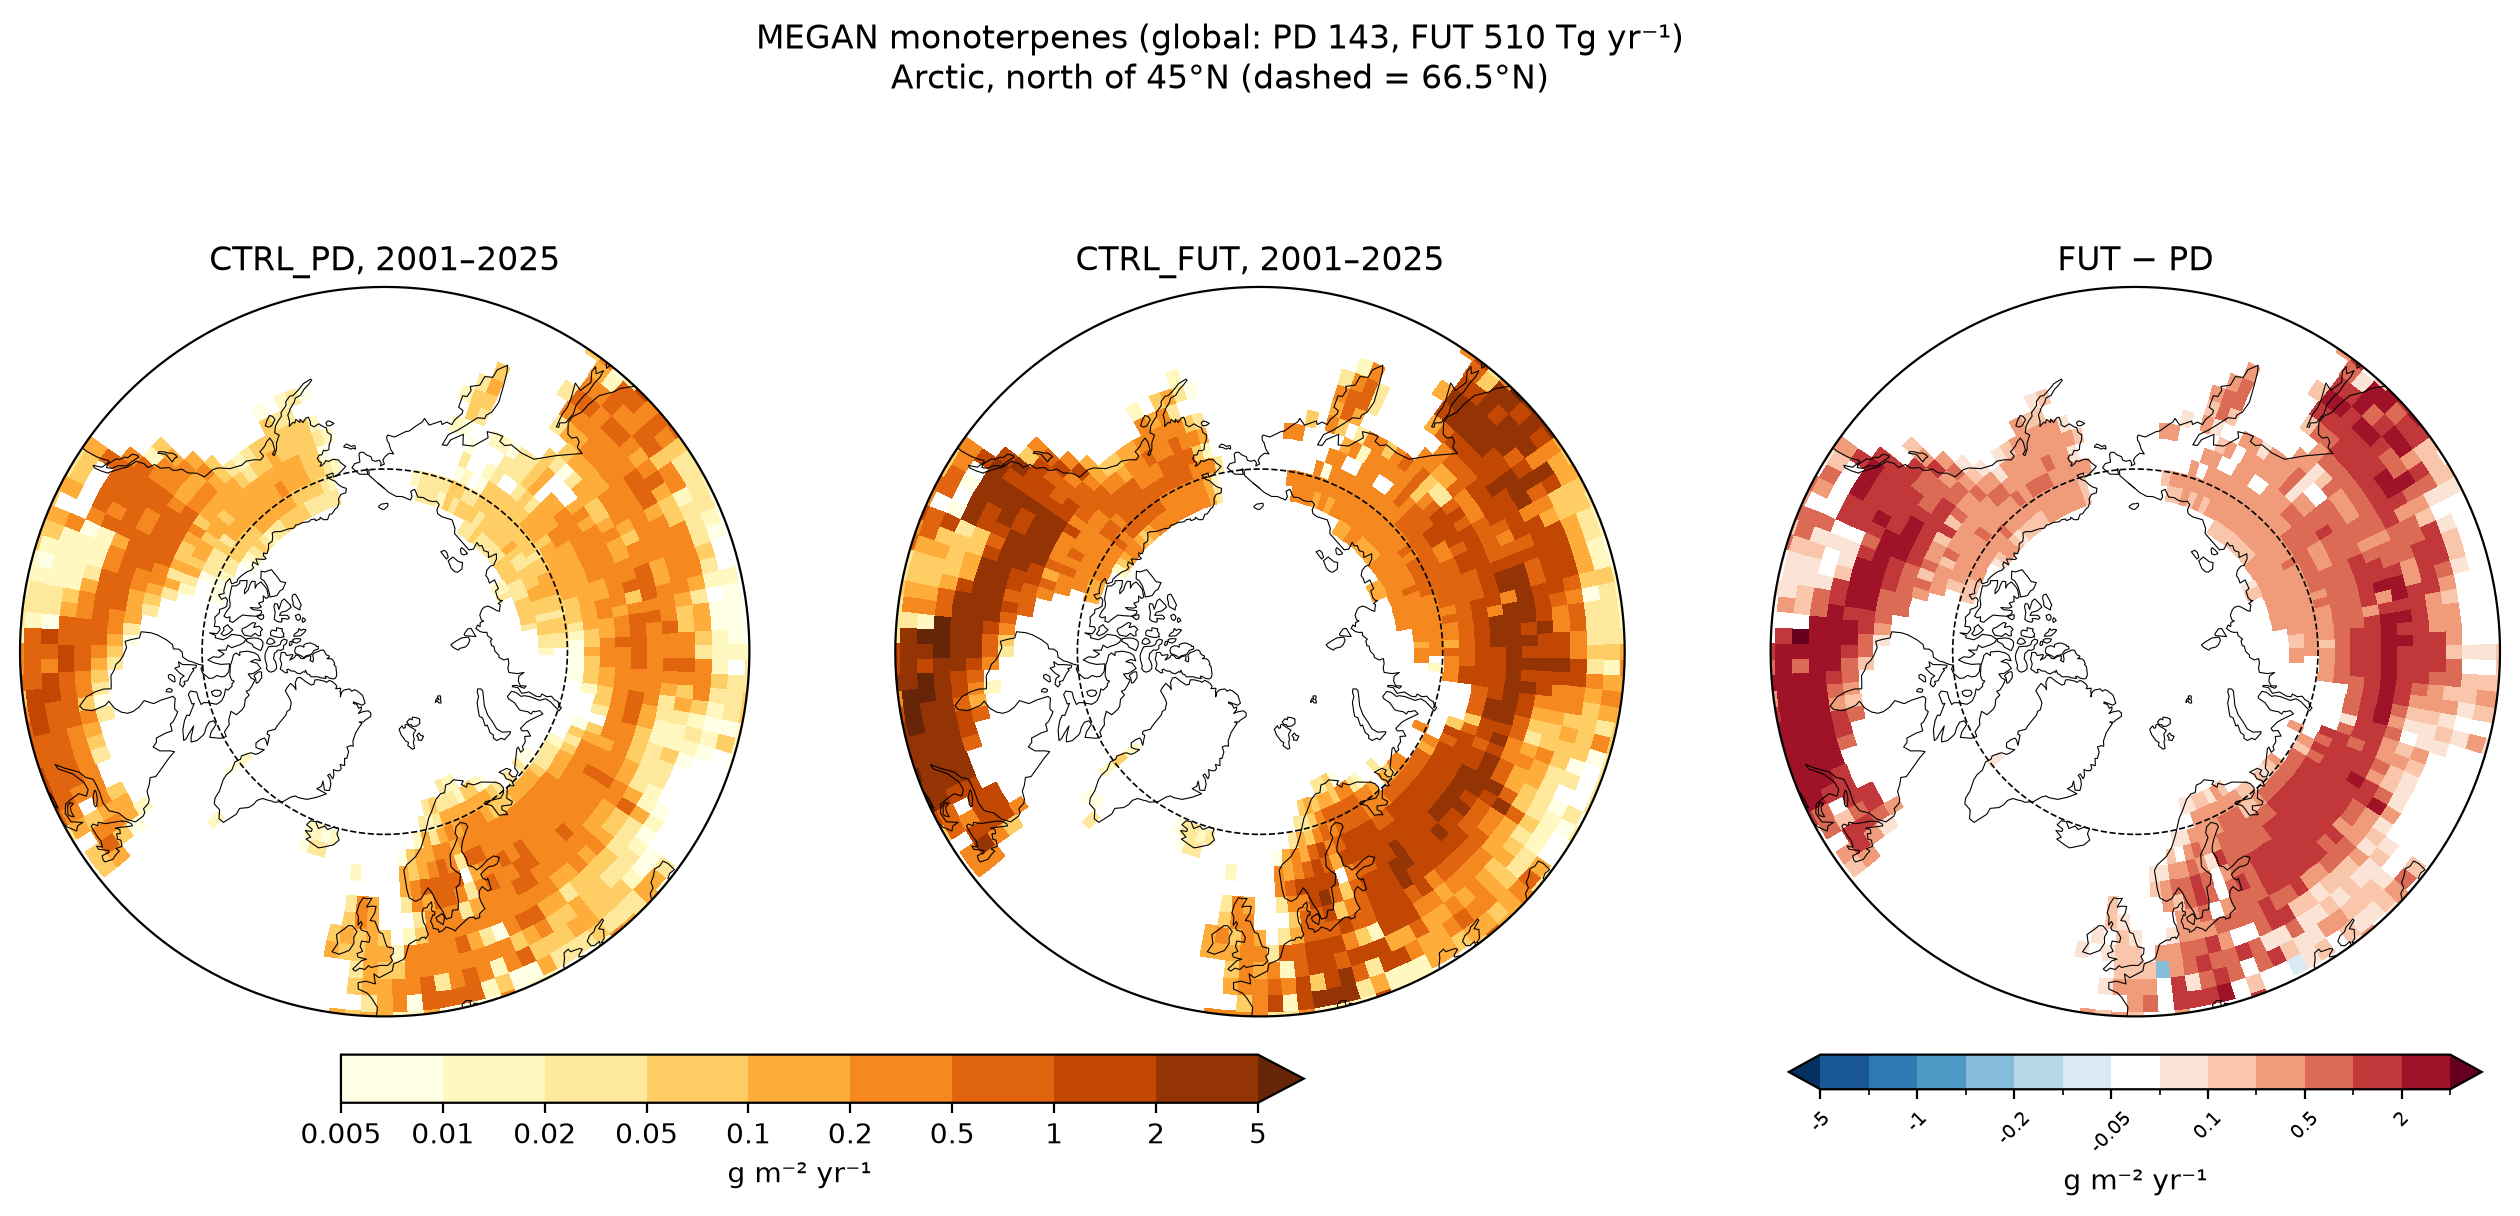 MEGAN monoterpenes (global: PD 143, FUT 510 Tg yr⁻¹)
Arctic, north of 45°N (dashed = 66.5°N)
CTRL_PD, 2001–2025
CTRL_FUT, 2001–2025
FUT − PD
0.005 0.01 0.02 0.05 0.1 0.2 0.5 1 2 5
g m⁻² yr⁻¹
-5 -1 -0.2 -0.05 0.1 0.5 2
g m⁻² yr⁻¹